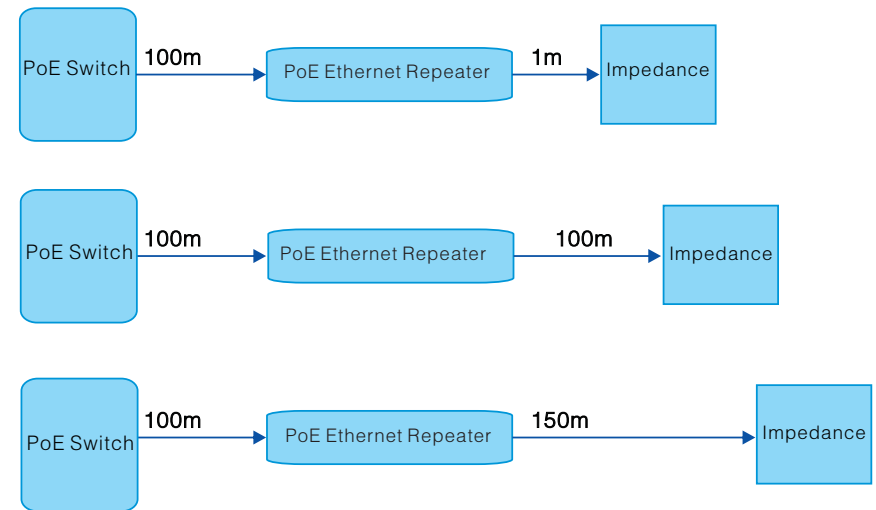 PoE Switch 100m PoE Ethernet Repeater 1m Impedance
PoE Switch 100m PoE Ethernet Repeater 100m Impedance
PoE Switch 100m PoE Ethernet Repeater 150m Impedance